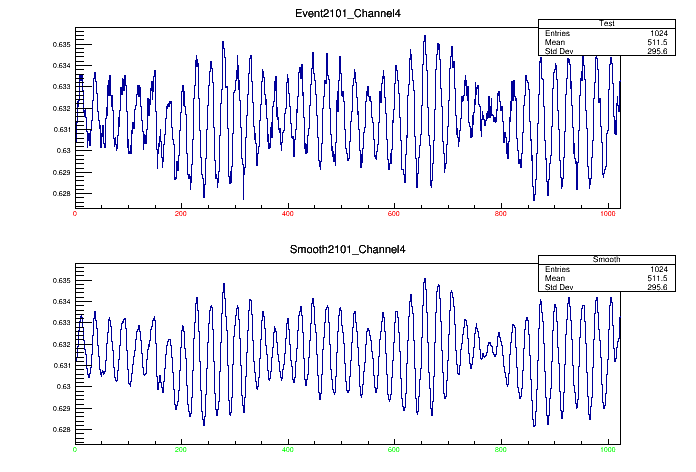 Event2101_Channel4
Test
Entries 1024
Mean 511.5
Std Dev 295.6
0.635
0.634
0.633
0.632
0.631
0.63
0.629
0.628
0 200 400 600 800 1000
Smooth2101_Channel4
Smooth
Entries 1024
Mean 511.5
Std Dev 295.6
0.635
0.634
0.633
0.632
0.631
0.63
0.629
0.628
0 200 400 600 800 1000